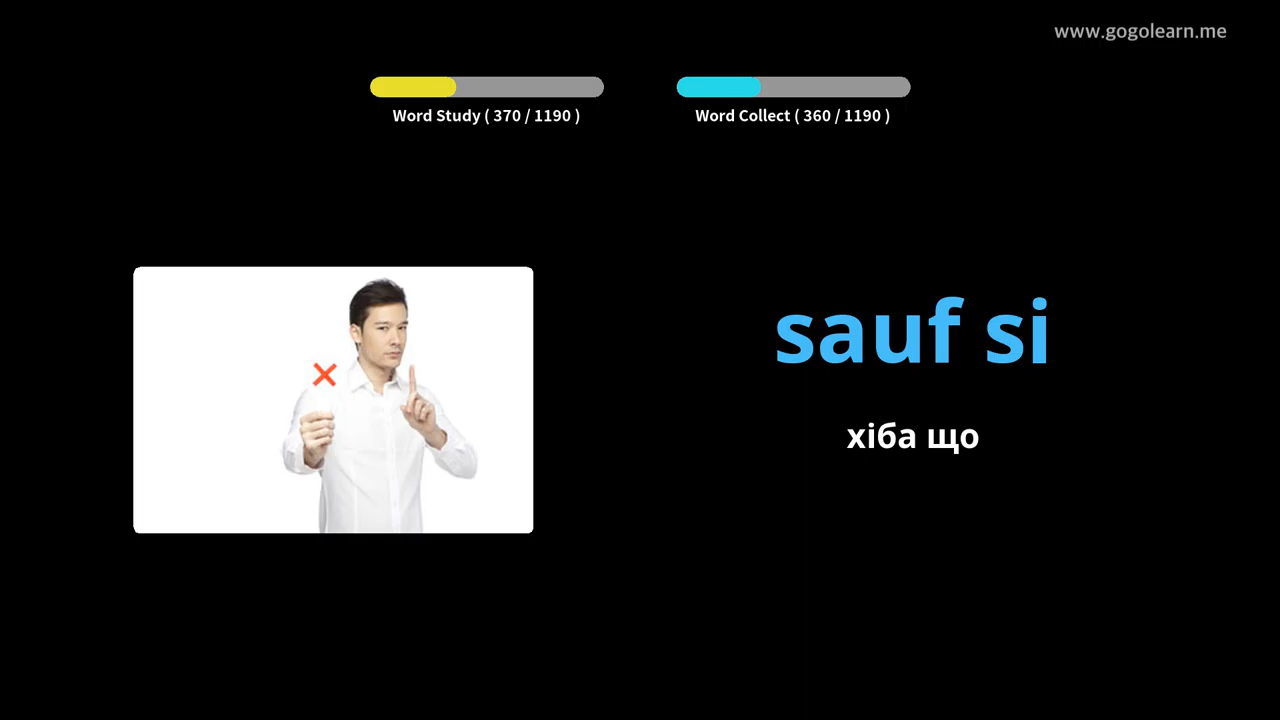 www.gogolearn.me
Word Study ( 370 / 1190 )
Word Collect ( 360 / 1190 )
sauf si
хіба що